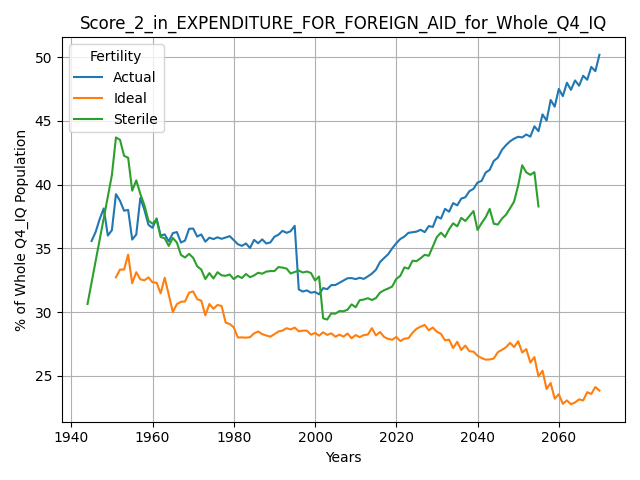 Score_2_in_EXPENDITURE_FOR_FOREIGN_AID_for_Whole_Q4_IQ
Fertility
Actual
Ideal
Sterile
% of Whole Q4_IQ Population
50
45
40
35
30
25
1940
1960
1980
2000
2020
2040
2060
Years